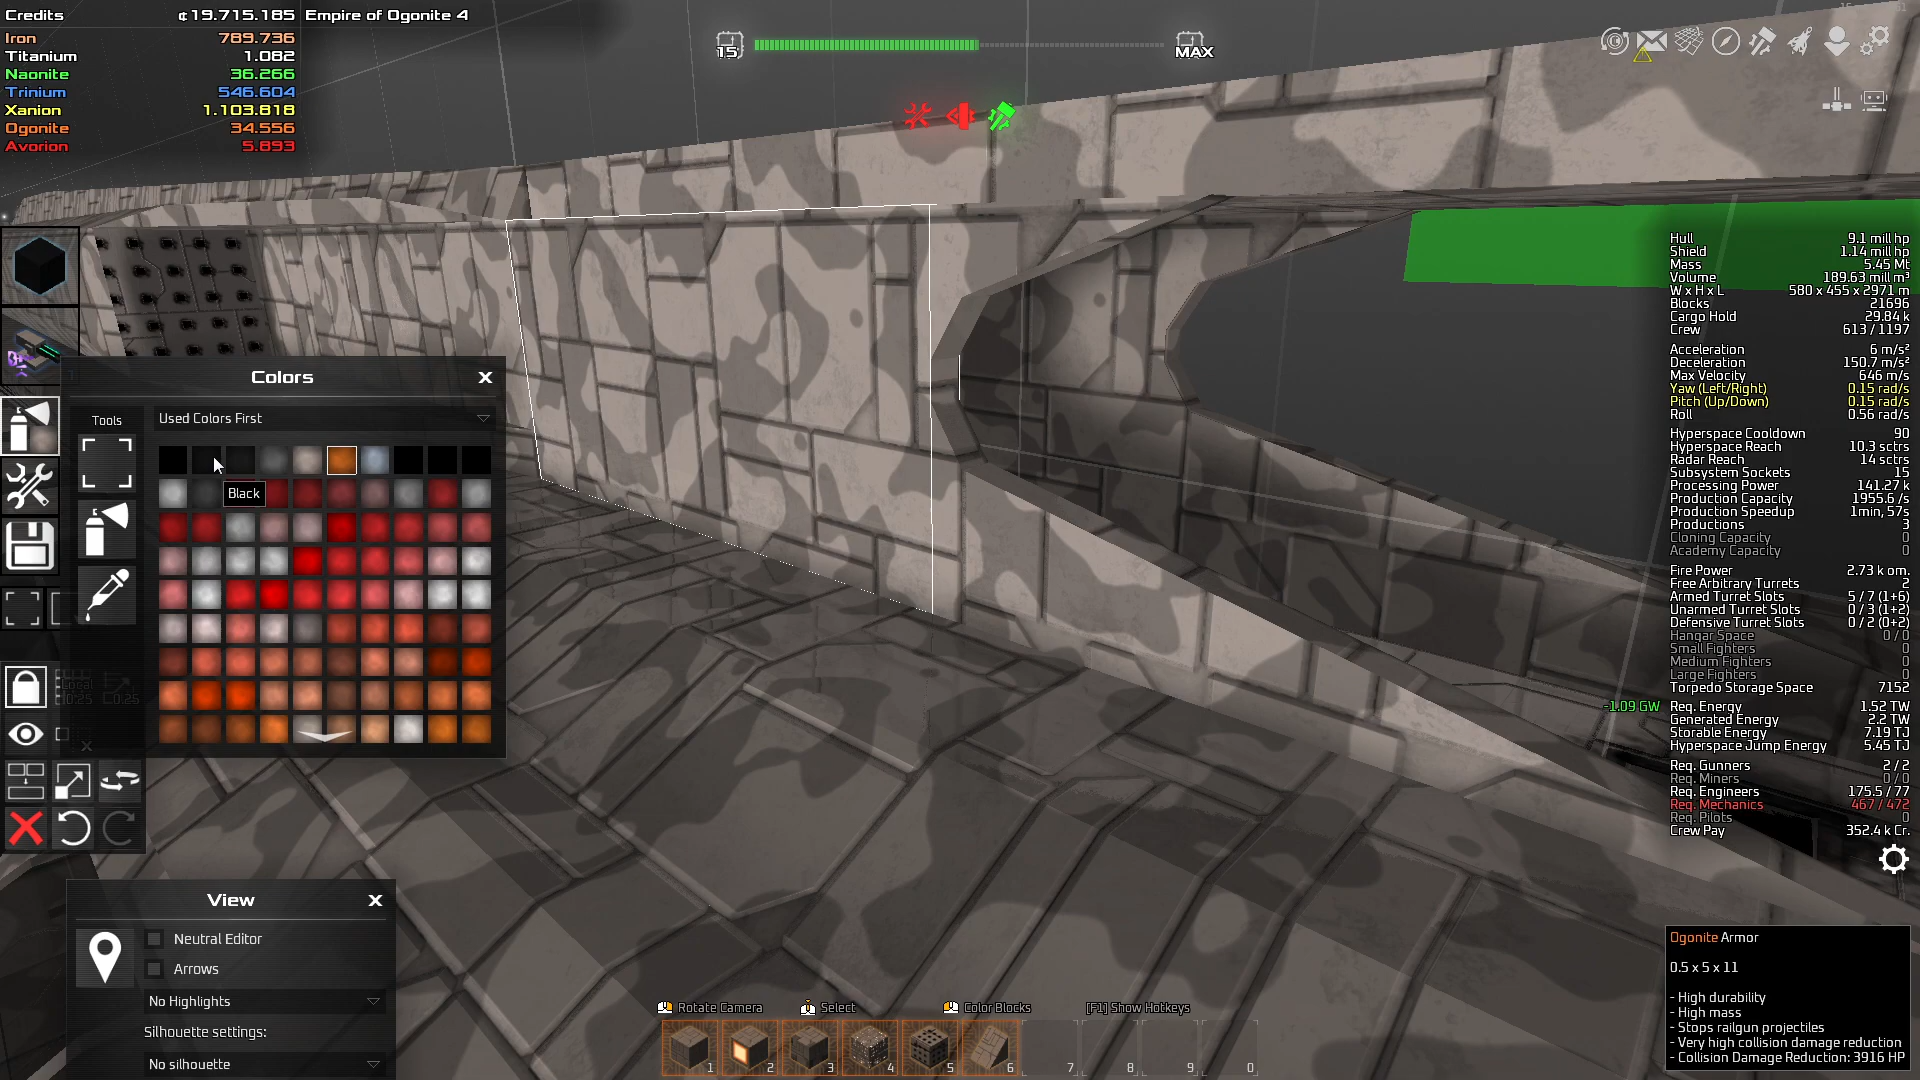 Credits ¢19.715.185 Empire of Ogonite 4
Iron 789.736
Titanium 1.082
Naonite 36.266
Trinium 546.604
Xanion 1.103.818
Ogonite 34.556
Avorion 5.893
15 MAX
Colors X
Tools
Used Colors First
Black
View X
Neutral Editor
Arrows
No Highlights
Silhouette settings:
No silhouette
Rotate Camera Select Color Blocks [F1] Show Hotkeys
1 2 3 4 5 6 7 8 9 0
Hull 9.1 mill hp
Shield 1.14 mill hp
Mass 5.45 Mt
Volume 189.63 mill m³
W x H x L 580 x 455 x 2971 m
Blocks 21696
Cargo Hold 29.84 k
Crew 613 / 1197
Acceleration 6 m/s²
Deceleration 150.7 m/s²
Max Velocity 646 m/s
Yaw (Left/Right) 0.15 rad/s
Pitch (Up/Down) 0.15 rad/s
Roll 0.56 rad/s
Hyperspace Cooldown 90
Hyperspace Reach 10.3 sctrs
Radar Reach 14 sctrs
Subsystem Sockets 15
Processing Power 141.27 k
Production Capacity 1955.6 /s
Production Speedup 1min, 57s
Productions 3
Cloning Capacity 0
Academy Capacity 0
Fire Power 2.73 k om.
Free Arbitrary Turrets 2
Armed Turret Slots 5 / 7 (1+6)
Unarmed Turret Slots 0 / 3 (1+2)
Defensive Turret Slots 0 / 2 (0+2)
Hangar Space 0 / 0
Small Fighters 0
Medium Fighters 0
Large Fighters 0
Torpedo Storage Space 7152
-1.09 GW Req. Energy 1.52 TW
Generated Energy 2.2 TW
Storable Energy 7.19 TJ
Hyperspace Jump Energy 5.45 TJ
Req. Gunners 2 / 2
Req. Miners 0 / 0
Req. Engineers 175.5 / 77
Req. Mechanics 467 / 472
Req. Pilots 0
Crew Pay 352.4 k Cr.
Ogonite Armor
0.5 x 5 x 11
- High durability
- High mass
- Stops railgun projectiles
- Very high collision damage reduction
- Collision Damage Reduction: 3916 HP